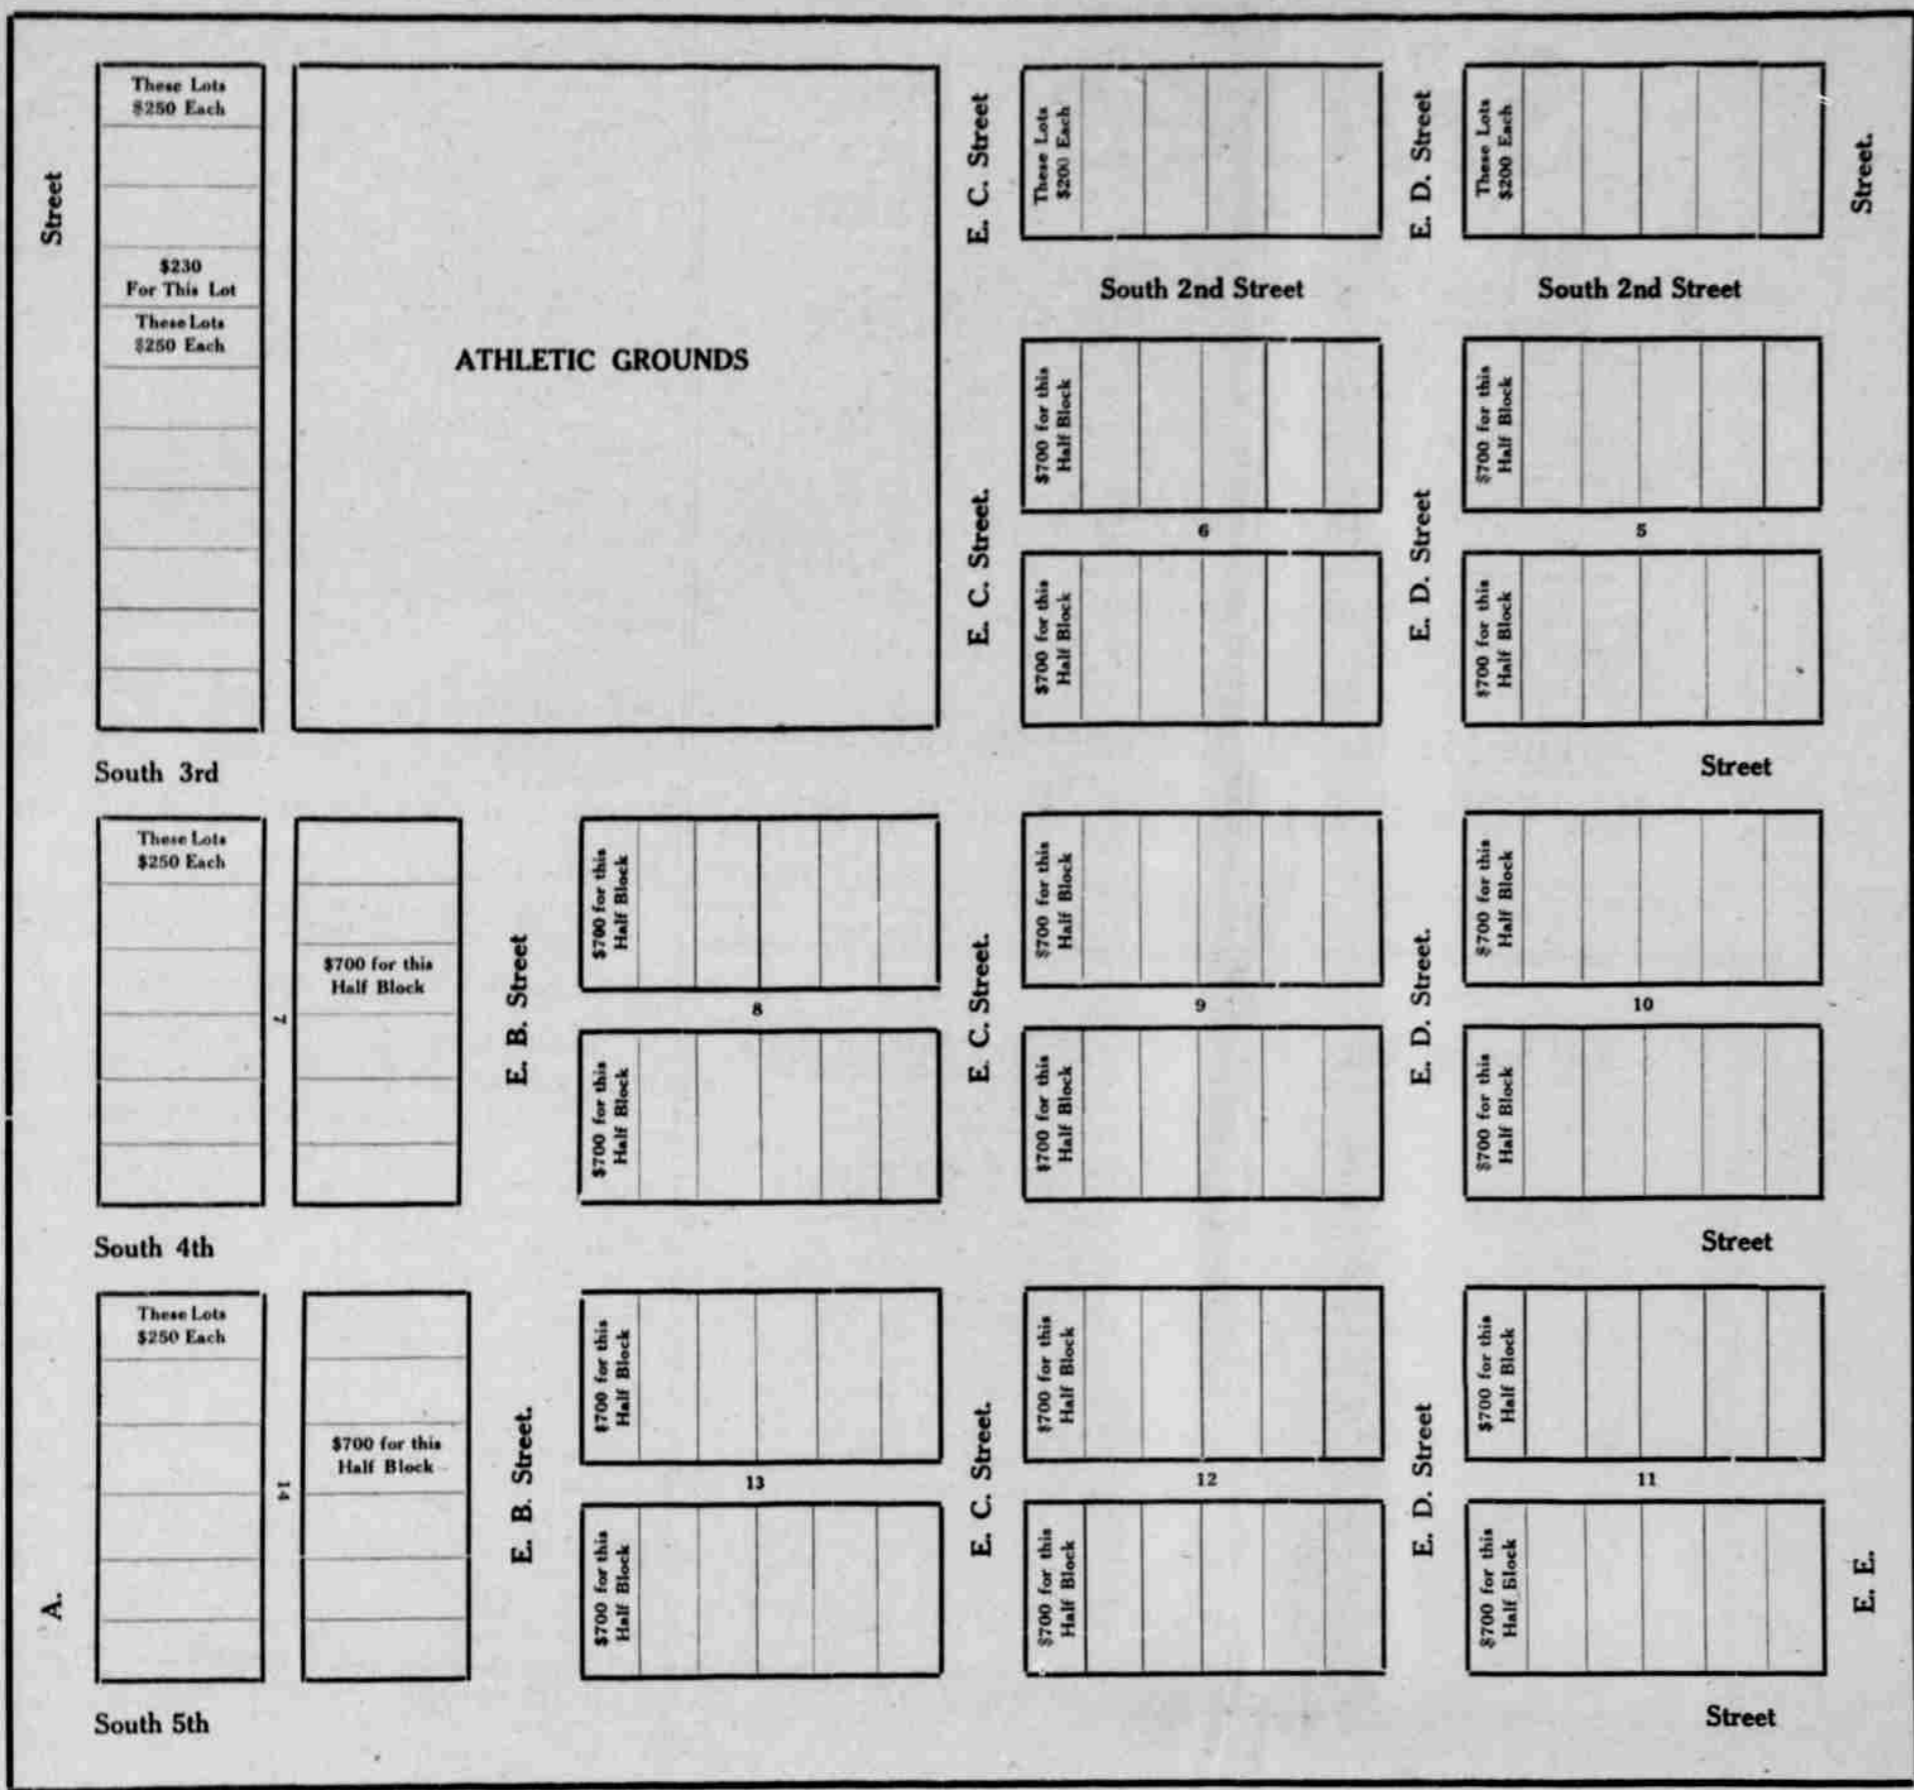 These Lots
$250 Each
Street
$230
For This Lot
These Lots
$250 Each
ATHLETIC GROUNDS
E. C. Street
These Lots
$200 Each
E. D. Street
These Lots
$200 Each
Street.
South 2nd Street
South 2nd Street
$700 for this
Half Block
$700 for this
Half Block
E. C. Street.
6
E. D. Street
5
$700 for this
Half Block
$700 for this
Half Block
South 3rd
Street
These Lots
$250 Each
7
$700 for this
Half Block
E. B. Street
$700 for this
Half Block
8
$700 for this
Half Block
E. C. Street.
$700 for this
Half Block
9
$700 for this
Half Block
E. D. Street.
$700 for this
Half Block
10
$700 for this
Half Block
South 4th
Street
A.
These Lots
$250 Each
14
$700 for this
Half Block
E. B. Street.
$700 for this
Half Block
13
$700 for this
Half Block
E. C. Street.
$700 for this
Half Block
12
$700 for this
Half Block
E. D. Street
$700 for this
Half Block
11
$700 for this
Half Block
E. E.
South 5th
Street